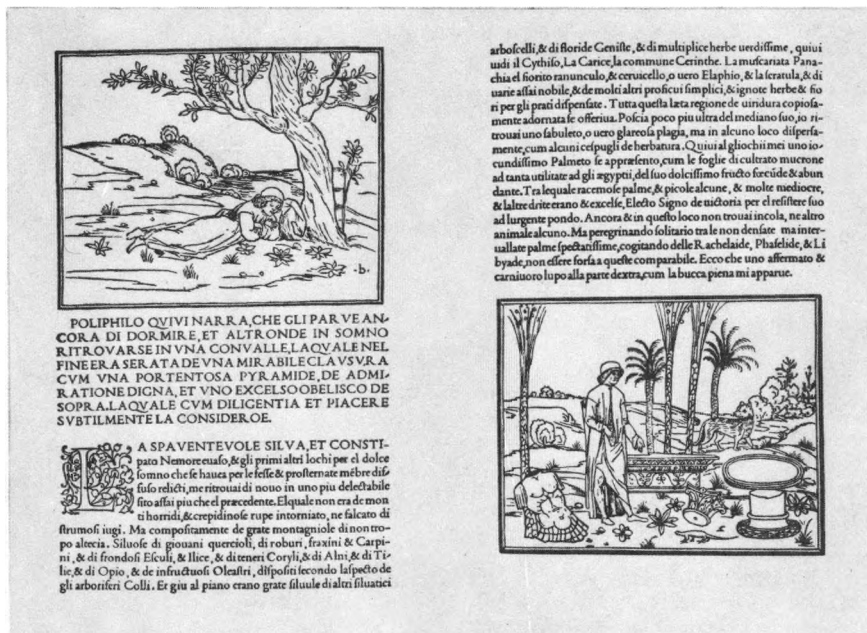 ·b·
POLIPHILO QVIVI NARRA, CHE GLI PARVE AN-
CORA DI DORMIRE, ET ALTRONDE IN SOMNO
RITROVARSE IN VNA CONVALLE, LAQVALE NEL
FINE ERA SERATA DE VNA MIRABILE CLAVSVRA
CVM VNA PORTENTOSA PYRAMIDE, DE ADMI-
RATIONE DIGNA, ET VNO EXCELSO OBELISCO DE
SOPRA. LAQVALE CVM DILIGENTIA ET PIACERE
SVBTILMENTE LA CONSIDEROE.
LA SPAVENTEVOLE SILVA, ET CONSTI-
pato Nemore euaso, & gli primi altri lochi per el dolce
somno che se hauea per le fesse & prosternate mẽbre dif-
fuso relicti, me ritrouai di nouo in uno piu delectabile
sito assai piu che el præcedente. Elquale non era de mon
ti horridi, & crepidinose rupe intorniato, ne falcato di
strumosi iugi. Ma compositamente de grate montagniole di non tro-
po altecia. Siluose di giouani quercioli, di roburi, fraxini & Carpi-
ni, & di frondosi Esculi, & Ilice, & di teneri Coryli, & di Alni, & di Ti-
lie, & di Opio, & de infructuosi Oleastri, dispositi secondo laspecto de
gli arboriferi Colli. Et giu al piano erano grate siluule di altri siluatici
arboscelli, & di floride Geniste, & di multiplice herbe uerdissime, quiui
uidi il Cythiso, La Carice, la commune Cerinthe. La muscariata Pana-
chia el fiorito ranunculo, & ceruicello, o uero Elaphio, & la seratula, & di
uarie assai nobile, & de molti altri proficui simplici, & ignote herbe & fio
ri per gli prati dispensate. Tutta questa læta regione de uiridura copiosa-
mente adornata se offeriua. Poscia poco piu ultra del mediano suo, io ri-
trouai uno sabuleto, o uero glareosa plagia, ma in alcuno loco dispersa-
mente, cum alcuni cespugli de herbatura. Quiui al gliochii mei uno io-
cundissimo Palmeto se appræsento, cum le foglie di cultrato mucrone
ad tanta utilitate ad gli ægyptii, del suo dolcissimo fructo fœcũde & abun
dante. Tra lequale racemose palme, & picole alcune, & molte mediocre,
& laltre drite erano & excelse, Electo Signo de uictoria per el resistere suo
ad lurgente pondo. Ancora & in questo loco non trouai incola, ne altro
animale alcuno. Ma peregrinando solitario tra le non densate ma inter-
uallate palme spectatissime, cogitando delle Rachelaide, Phaselide, & Li
byade, non essere forsa a queste comparabile. Ecco che uno affermato &
carniuoro lupo alla parte dextra, cum la bucca piena mi apparue.